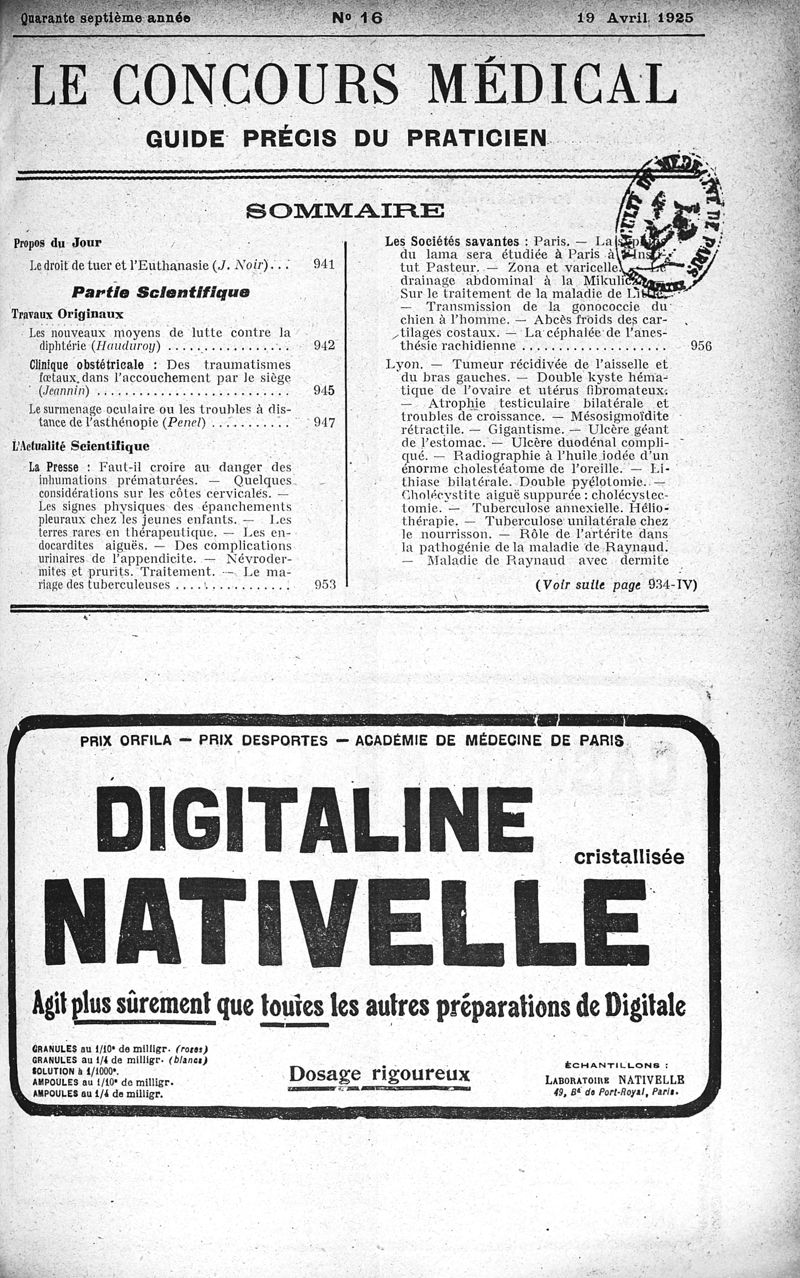 Quarante septième année
No 16
19 Avril 1925
LE CONCOURS MÉDICAL
GUIDE PRÉCIS DU PRATICIEN
SOMMAIRE
Propos du Jour
Le droit de tuer et l'Euthanasie (J. Noir)... 941
Partie Scientifique
Travaux Originaux
Les nouveaux moyens de lutte contre la
diphtérie (Hauduroy) ................ 942
Clinique obstétricale : Des traumatismes
fœtaux dans l'accouchement par le siège
(Jeannin) .......................... 945
Le surmenage oculaire ou les troubles à dis-
tance de l'asthénopie (Penel) ........... 947
L'Actualité Scientifique
La Presse : Faut-il croire au danger des
inhumations prématurées. — Quelques
considérations sur les côtes cervicales. —
Les signes physiques des épanchements
pleuraux chez les jeunes enfants. — Les
terres rares en thérapeutique. — Les en-
docardites aiguës. — Des complications
urinaires de l'appendicite. — Névroder-
mites et prurits. Traitement. — Le ma-
riage des tuberculeuses ................ 953
Les Sociétés savantes : Paris. — La
du lama sera étudiée à Paris à
tut Pasteur. — Zona et varicelle.
drainage abdominal à la Mikulicz
Sur le traitement de la maladie de
— Transmission de la gonococcie du
chien à l'homme. — Abcès froids des car-
tilages costaux. — La céphalée de l'anes-
thésie rachidienne ................... 956
Lyon. — Tumeur récidivée de l'aisselle et
du bras gauches. — Double kyste héma-
tique de l'ovaire et utérus fibromateux.
— Atrophie testiculaire bilatérale et
troubles de croissance. — Mésosigmoïdite
rétractile. — Gigantisme. — Ulcère géant
de l'estomac. — Ulcère duodénal compli-
qué. — Radiographie à l'huile iodée d'un
énorme cholestéatome de l'oreille. — Li-
thiase bilatérale. Double pyélotomie. —
Cholécystite aiguë suppurée : cholécystec-
tomie. — Tuberculose annexielle. Hélio-
thérapie. — Tuberculose unilatérale chez
le nourrisson. — Rôle de l'artérite dans
la pathogénie de la maladie de Raynaud.
— Maladie de Raynaud avec dermite
(Voir suite page 934-IV)
FACULTÉ DE MÉDECINE DE PARIS
PRIX ORFILA — PRIX DESPORTES — ACADÉMIE DE MÉDECINE DE PARIS
DIGITALINE
cristallisée
NATIVELLE
Agit plus sûrement que toutes les autres préparations de Digitale
GRANULES au 1/10e de milligr. (roses)
GRANULES au 1/4 de milligr. (blancs)
SOLUTION à 1/1000e.
AMPOULES au 1/10e de milligr.
AMPOULES au 1/4 de milligr.
Dosage rigoureux
ÉCHANTILLONS :
LABORATOIRE NATIVELLE
49, Bd de Port-Royal, Paris.